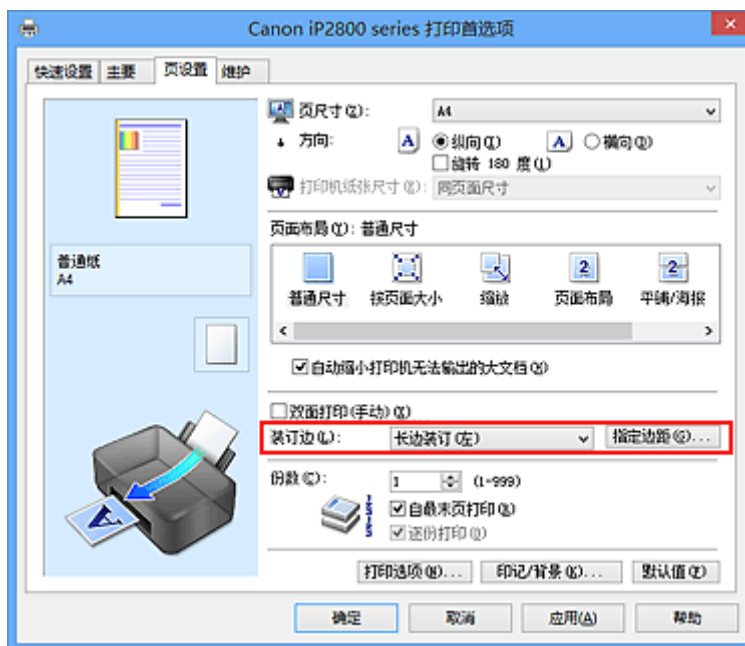 Canon iP2800 series 打印首选项
快速设置 主要 页设置 维护
页尺寸(Z): A4
方向: A 纵向(T) A 横向(D)
旋转 180 度(L)
打印机纸张尺寸(R): 同页面尺寸
页面布局(Y): 普通尺寸
普通纸
A4
普通尺寸 按页面大小 缩放 页面布局 平铺/海报
自动缩小打印机无法输出的大文档(N)
双面打印(手动)(X)
装订边(L): 长边装订(左) 指定边距(G)...
份数(C): 1 (1-999)
自最末页打印(B)
逐份打印(O)
打印选项(W)... 印记/背景(K)... 默认值(F)
确定 取消 应用(A) 帮助